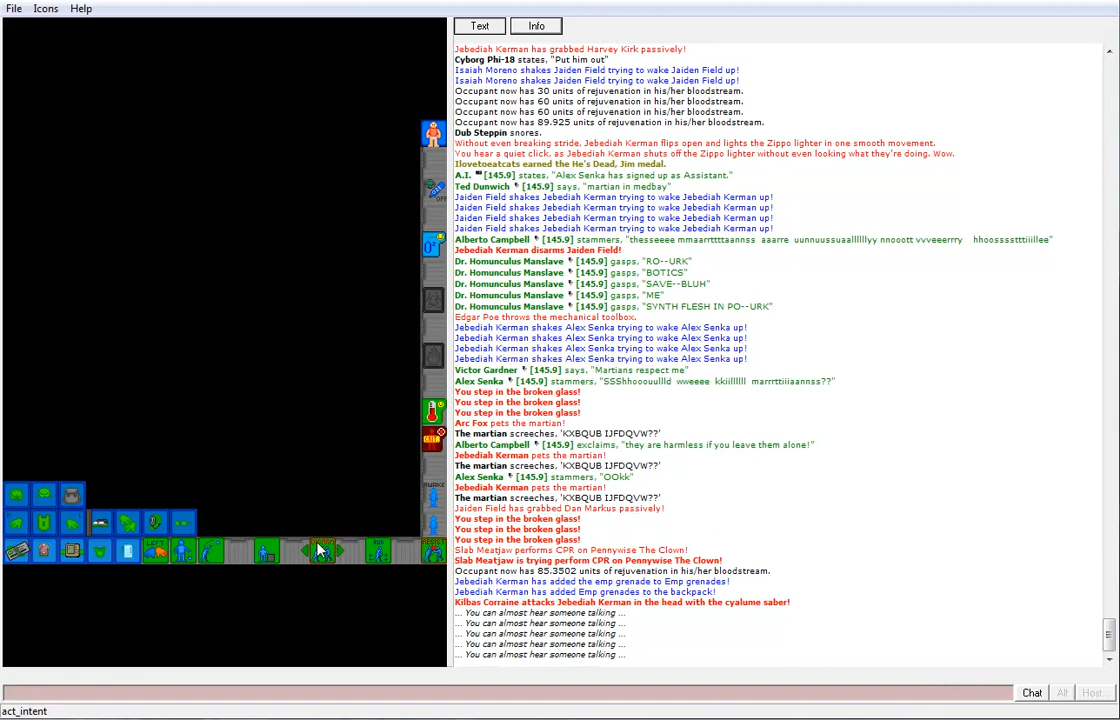 File Icons Help
Text Info
Jebediah Kerman has grabbed Harvey Kirk passively!
Cyborg Phi-18 states, "Put him out"
Isaiah Moreno shakes Jaiden Field trying to wake Jaiden Field up!
Isaiah Moreno shakes Jaiden Field trying to wake Jaiden Field up!
Occupant now has 30 units of rejuvenation in his/her bloodstream.
Occupant now has 60 units of rejuvenation in his/her bloodstream.
Occupant now has 60 units of rejuvenation in his/her bloodstream.
Occupant now has 89.925 units of rejuvenation in his/her bloodstream.
Dub Steppin snores.
Without even breaking stride, Jebediah Kerman flips open and lights the Zippo lighter in one smooth movement.
You hear a quiet click, as Jebediah Kerman shuts off the Zippo lighter without even looking what they're doing. Wow.
Ilovetoeatcats earned the He's Dead, Jim medal.
A.I. [145.9] states, "Alex Senka has signed up as Assistant."
Ted Dunwich [145.9] says, "martian in medbay"
Jaiden Field shakes Jebediah Kerman trying to wake Jebediah Kerman up!
Jaiden Field shakes Jebediah Kerman trying to wake Jebediah Kerman up!
Jaiden Field shakes Jebediah Kerman trying to wake Jebediah Kerman up!
Jaiden Field shakes Jebediah Kerman trying to wake Jebediah Kerman up!
Alberto Campbell [145.9] stammers, "thesseeee mmaarrttttaannss aaarre uunnuussuaallllllyy nnoott vvveeerrry hhoosssstttiiillee"
Jebediah Kerman disarms Jaiden Field!
Dr. Homunculus Manslave [145.9] gasps, "RO--URK"
Dr. Homunculus Manslave [145.9] gasps, "BOTICS"
Dr. Homunculus Manslave [145.9] gasps, "SAVE--BLUH"
Dr. Homunculus Manslave [145.9] gasps, "ME"
Dr. Homunculus Manslave [145.9] gasps, "SYNTH FLESH IN PO--URK"
Edgar Poe throws the mechanical toolbox.
Jebediah Kerman shakes Alex Senka trying to wake Alex Senka up!
Jebediah Kerman shakes Alex Senka trying to wake Alex Senka up!
Jebediah Kerman shakes Alex Senka trying to wake Alex Senka up!
Jebediah Kerman shakes Alex Senka trying to wake Alex Senka up!
Victor Gardner [145.9] says, "Martians respect me"
Alex Senka [145.9] stammers, "SSShhooouullld wweeee kkiillllll marrrttiiiannss??"
You step in the broken glass!
You step in the broken glass!
You step in the broken glass!
Arc Fox pets the martian!
The martian screeches, 'KXBQUB IJFDQVW??'
Alberto Campbell [145.9] exclaims, "they are harmless if you leave them alone!"
Jebediah Kerman pets the martian!
The martian screeches, 'KXBQUB IJFDQVW??'
Alex Senka [145.9] stammers, "OOkk"
Jebediah Kerman pets the martian!
The martian screeches, 'KXBQUB IJFDQVW??'
Jaiden Field has grabbed Dan Markus passively!
You step in the broken glass!
You step in the broken glass!
You step in the broken glass!
Slab Meatjaw performs CPR on Pennywise The Clown!
Slab Meatjaw is trying perform CPR on Pennywise The Clown!
Occupant now has 85.3502 units of rejuvenation in his/her bloodstream.
Jebediah Kerman has added the emp grenade to Emp grenades!
Jebediah Kerman has added Emp grenades to the backpack!
Kilbas Corraine attacks Jebediah Kerman in the head with the cyalume saber!
... You can almost hear someone talking ...
... You can almost hear someone talking ...
... You can almost hear someone talking ...
... You can almost hear someone talking ...
... You can almost hear someone talking ...
OFF
O²
CRIT
AWAKE
LEFT
RUN
RESIST
Chat Alt Host...
act_intent